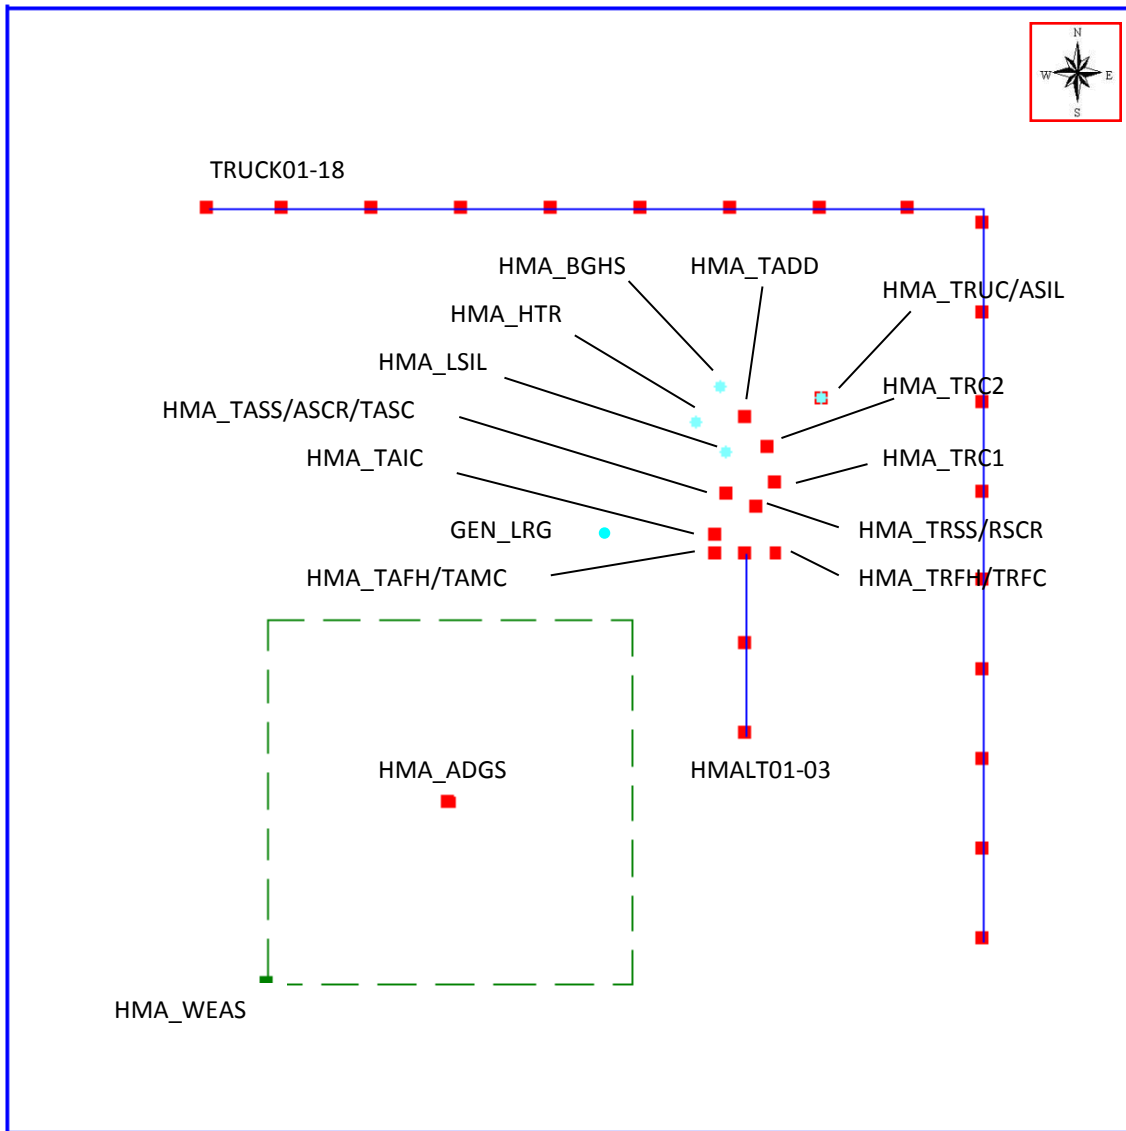 N
W E
S
TRUCK01-18
HMA_BGHS HMA_TADD
HMA_TRUC/ASIL
HMA_HTR
HMA_LSIL
HMA_TRC2
HMA_TASS/ASCR/TASC
HMA_TAIC HMA_TRC1
GEN_LRG HMA_TRSS/RSCR
HMA_TAFH/TAMC HMA_TRFH/TRFC
HMA_ADGS HMALT01-03
HMA_WEAS